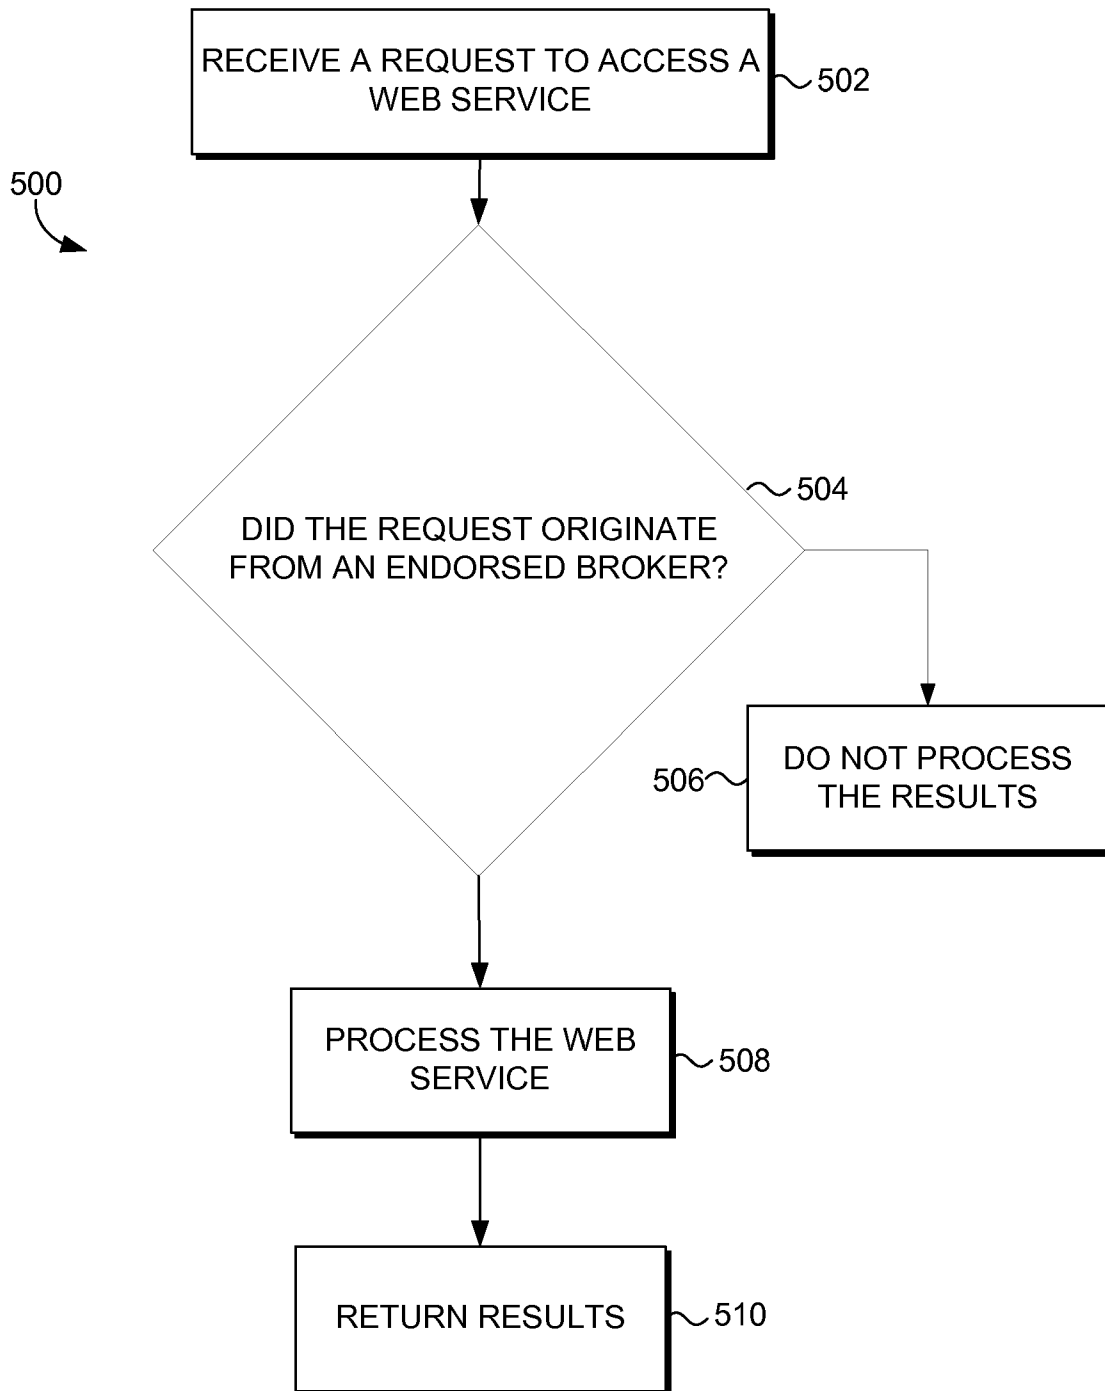 RECEIVE A REQUEST TO ACCESS A
WEB SERVICE
502
500
504
DID THE REQUEST ORIGINATE
FROM AN ENDORSED BROKER?
506
DO NOT PROCESS
THE RESULTS
PROCESS THE WEB
SERVICE
508
RETURN RESULTS
510